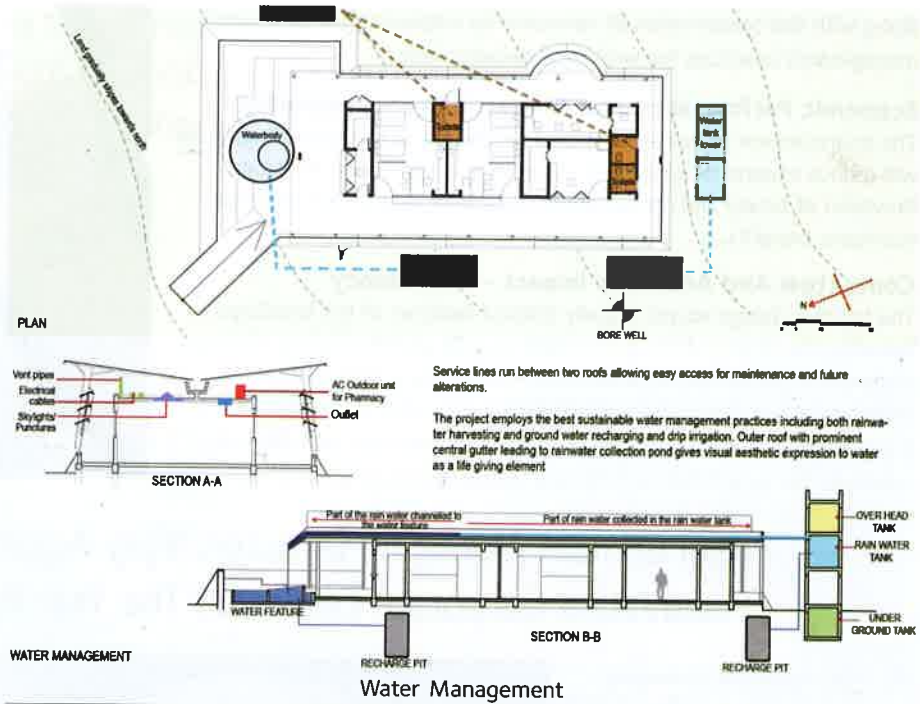 Land gradually slopes towards north
Waterbody
Water
tank
tower
N
PLAN
BORE WELL
Vent pipes
Electrical
cables
Skylights/
Punctures
AC Outdoor unit
for Pharmacy
Outlet
SECTION A-A
Service lines run between two roofs allowing easy access for maintenance and future
alterations.
The project employs the best sustainable water management practices including both rainwa-
ter harvesting and ground water recharging and drip irrigation. Outer roof with prominent
central gutter leading to rainwater collection pond gives visual aesthetic expression to water
as a life giving element
Part of the rain water channeled to
the water feature
Part of rain water collected in the rain water tank
OVER HEAD
TANK
RAIN WATER
TANK
UNDER
GROUND TANK
WATER FEATURE
SECTION B-B
RECHARGE PIT
RECHARGE PIT
WATER MANAGEMENT
Water Management